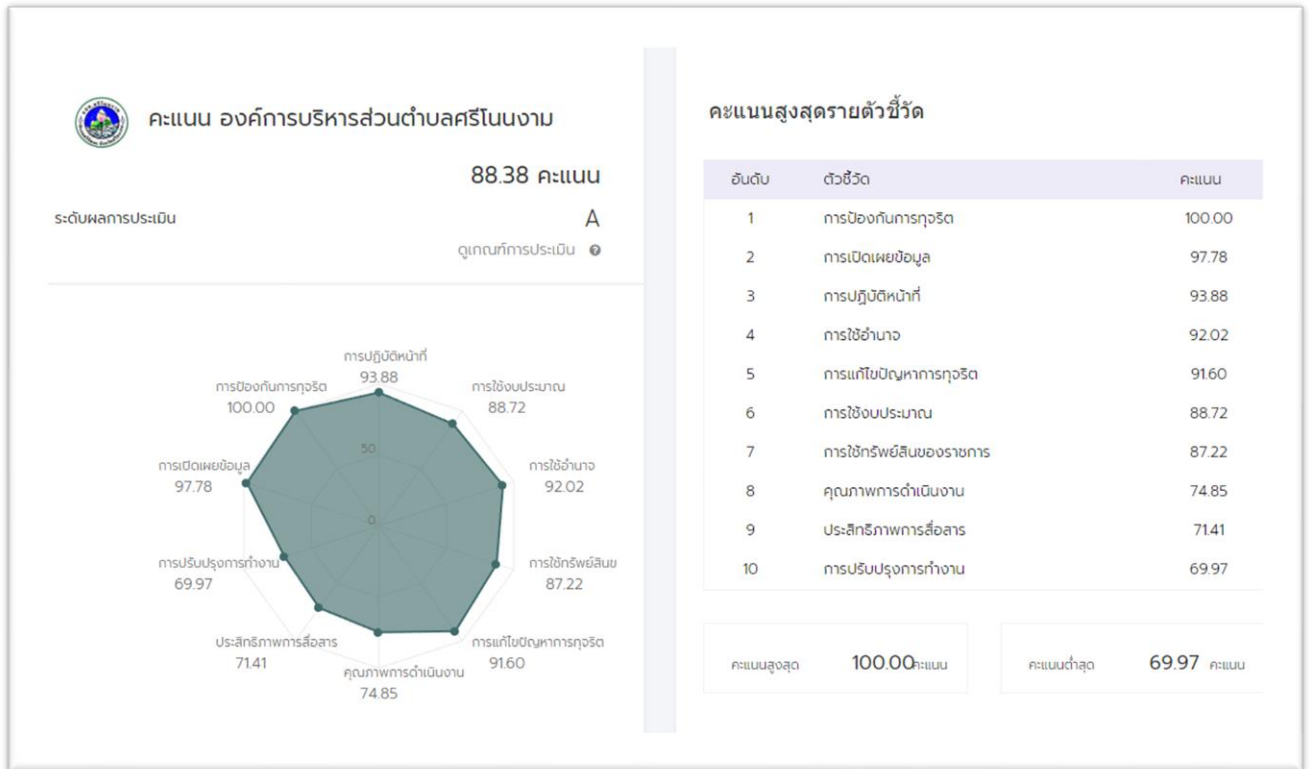 คะแนน องค์การบริหารส่วนตำบลศรีโนนงาม
88.38 คะแนน
ระดับผลการประเมิน A
ดูเกณฑ์การประเมิน
การปฏิบัติหน้าที่
93.88
การป้องกันการทุจริต
100.00
การใช้งบประมาณ
88.72
50
การเปิดเผยข้อมูล
97.78
การใช้อำนาจ
92.02
0
การปรับปรุงการทำงาน
69.97
การใช้ทรัพย์สินข
87.22
ประสิทธิภาพการสื่อสาร
71.41
การแก้ไขปัญหาการทุจริต
91.60
คุณภาพการดำเนินงาน
74.85
คะแนนสูงสุดรายตัวชี้วัด
อันดับ ตัวชี้วัด คะแนน
1 การป้องกันการทุจริต 100.00
2 การเปิดเผยข้อมูล 97.78
3 การปฏิบัติหน้าที่ 93.88
4 การใช้อำนาจ 92.02
5 การแก้ไขปัญหาการทุจริต 91.60
6 การใช้งบประมาณ 88.72
7 การใช้ทรัพย์สินของราชการ 87.22
8 คุณภาพการดำเนินงาน 74.85
9 ประสิทธิภาพการสื่อสาร 71.41
10 การปรับปรุงการทำงาน 69.97
คะแนนสูงสุด 100.00 คะแนน
คะแนนต่ำสุด 69.97 คะแนน